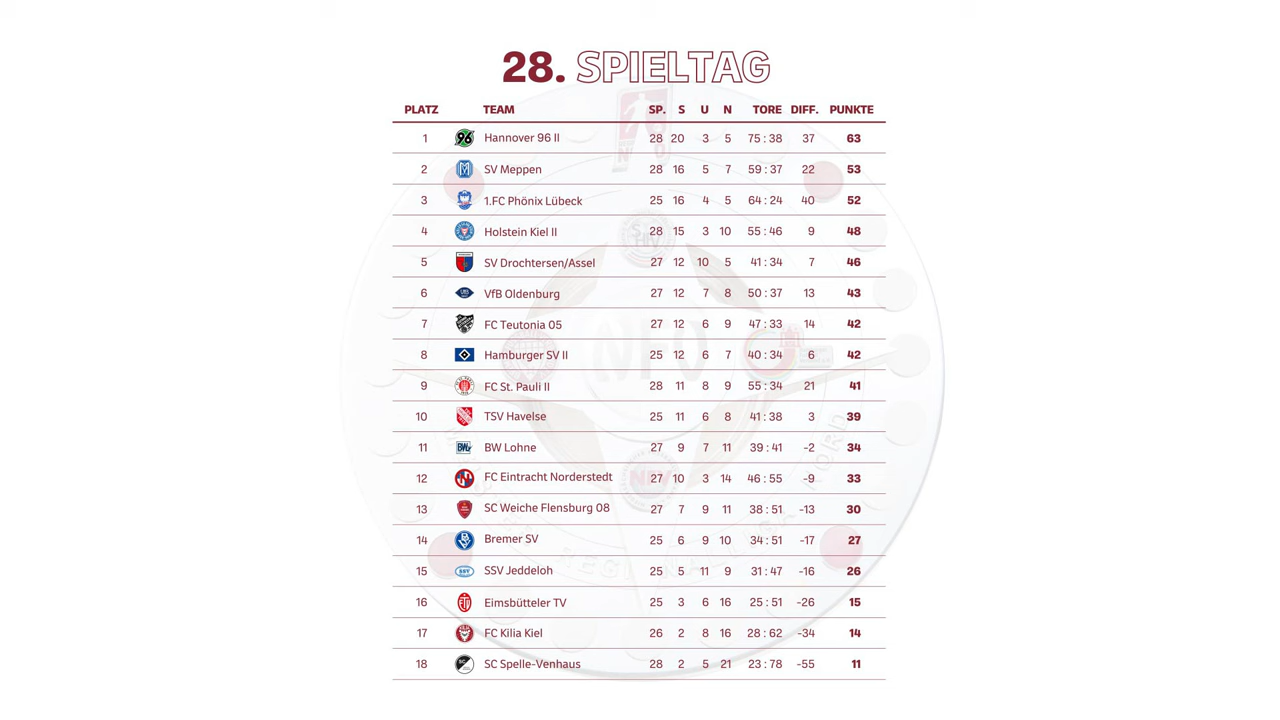 28. SPIELTAG
PLATZ TEAM SP. S U N TORE DIFF. PUNKTE
1 96 Hannover 96 II 28 20 3 5 75 : 38 37 63
2 SV Meppen 28 16 5 7 59 : 37 22 53
3 1.FC Phönix Lübeck 25 16 4 5 64 : 24 40 52
4 Holstein Kiel II 28 15 3 10 55 : 46 9 48
5 SV Drochtersen/Assel 27 12 10 5 41 : 34 7 46
6 VfB Oldenburg 27 12 7 8 50 : 37 13 43
7 FC Teutonia 05 27 12 6 9 47 : 33 14 42
8 Hamburger SV II 25 12 6 7 40 : 34 6 42
9 FC St. Pauli II 28 11 8 9 55 : 34 21 41
10 TSV Havelse 25 11 6 8 41 : 38 3 39
11 BW Lohne 27 9 7 11 39 : 41 -2 34
12 FC Eintracht Norderstedt 27 10 3 14 46 : 55 -9 33
13 SC Weiche Flensburg 08 27 7 9 11 38 : 51 -13 30
14 Bremer SV 25 6 9 10 34 : 51 -17 27
15 SSV SSV Jeddeloh 25 5 11 9 31 : 47 -16 26
16 ETV Eimsbütteler TV 25 3 6 16 25 : 51 -26 15
17 FC Kilia Kiel 26 2 8 16 28 : 62 -34 14
18 SC SC Spelle-Venhaus 28 2 5 21 23 : 78 -55 11